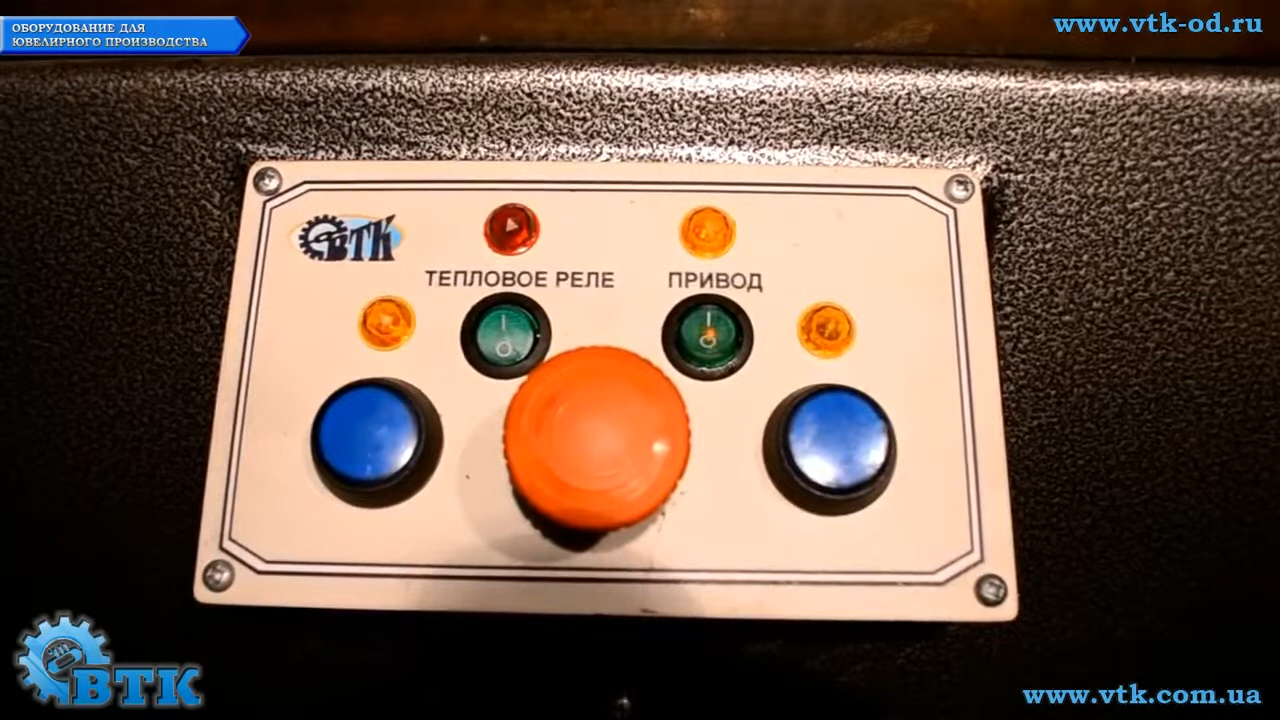 ОБОРУДОВАНИЕ ДЛЯ
ЮВЕЛИРНОГО ПРОИЗВОДСТВА
www.vtk-od.ru
ВТК
ТЕПЛОВОЕ РЕЛЕ
ПРИВОД
ВТК
www.vtk.com.ua